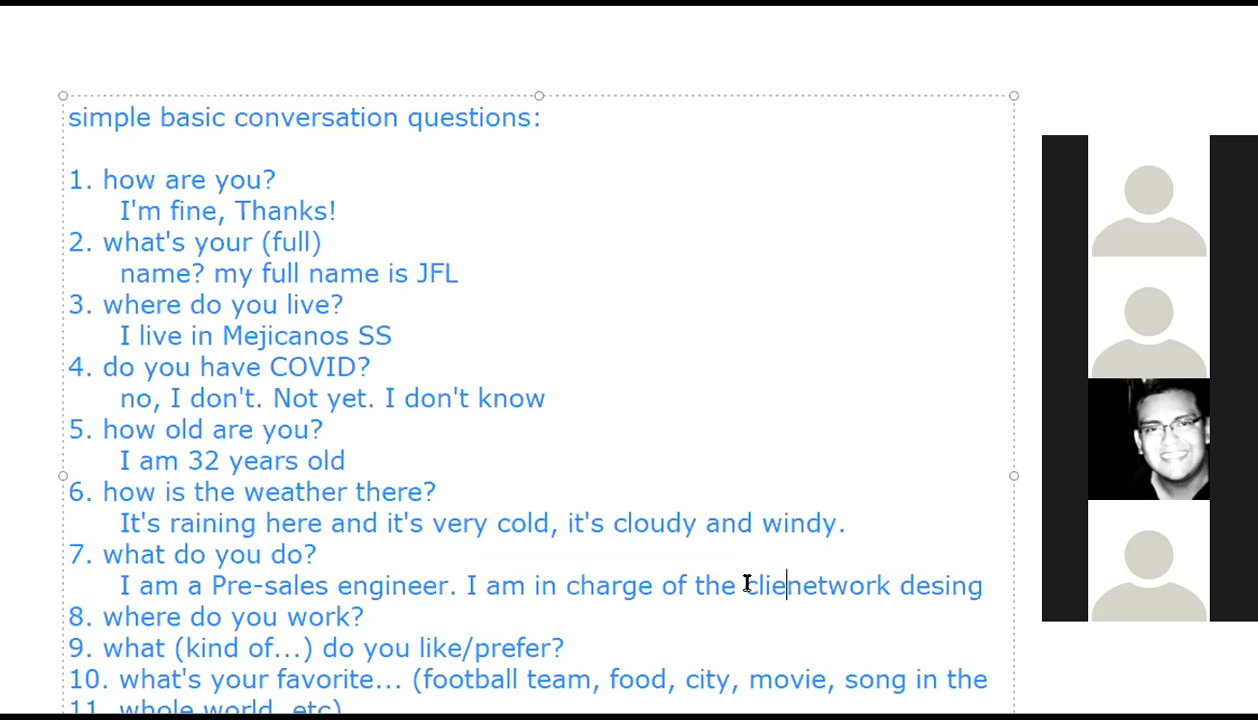 simple basic conversation questions:
1. how are you?
I'm fine, Thanks!
2. what's your (full)
name? my full name is JFL
3. where do you live?
I live in Mejicanos SS
4. do you have COVID?
no, I don't. Not yet. I don't know
5. how old are you?
I am 32 years old
6. how is the weather there?
It's raining here and it's very cold, it's cloudy and windy.
7. what do you do?
I am a Pre-sales engineer. I am in charge of the clienetwork desing
8. where do you work?
9. what (kind of...) do you like/prefer?
10. what's your favorite... (football team, food, city, movie, song in the
11. whole world, etc)